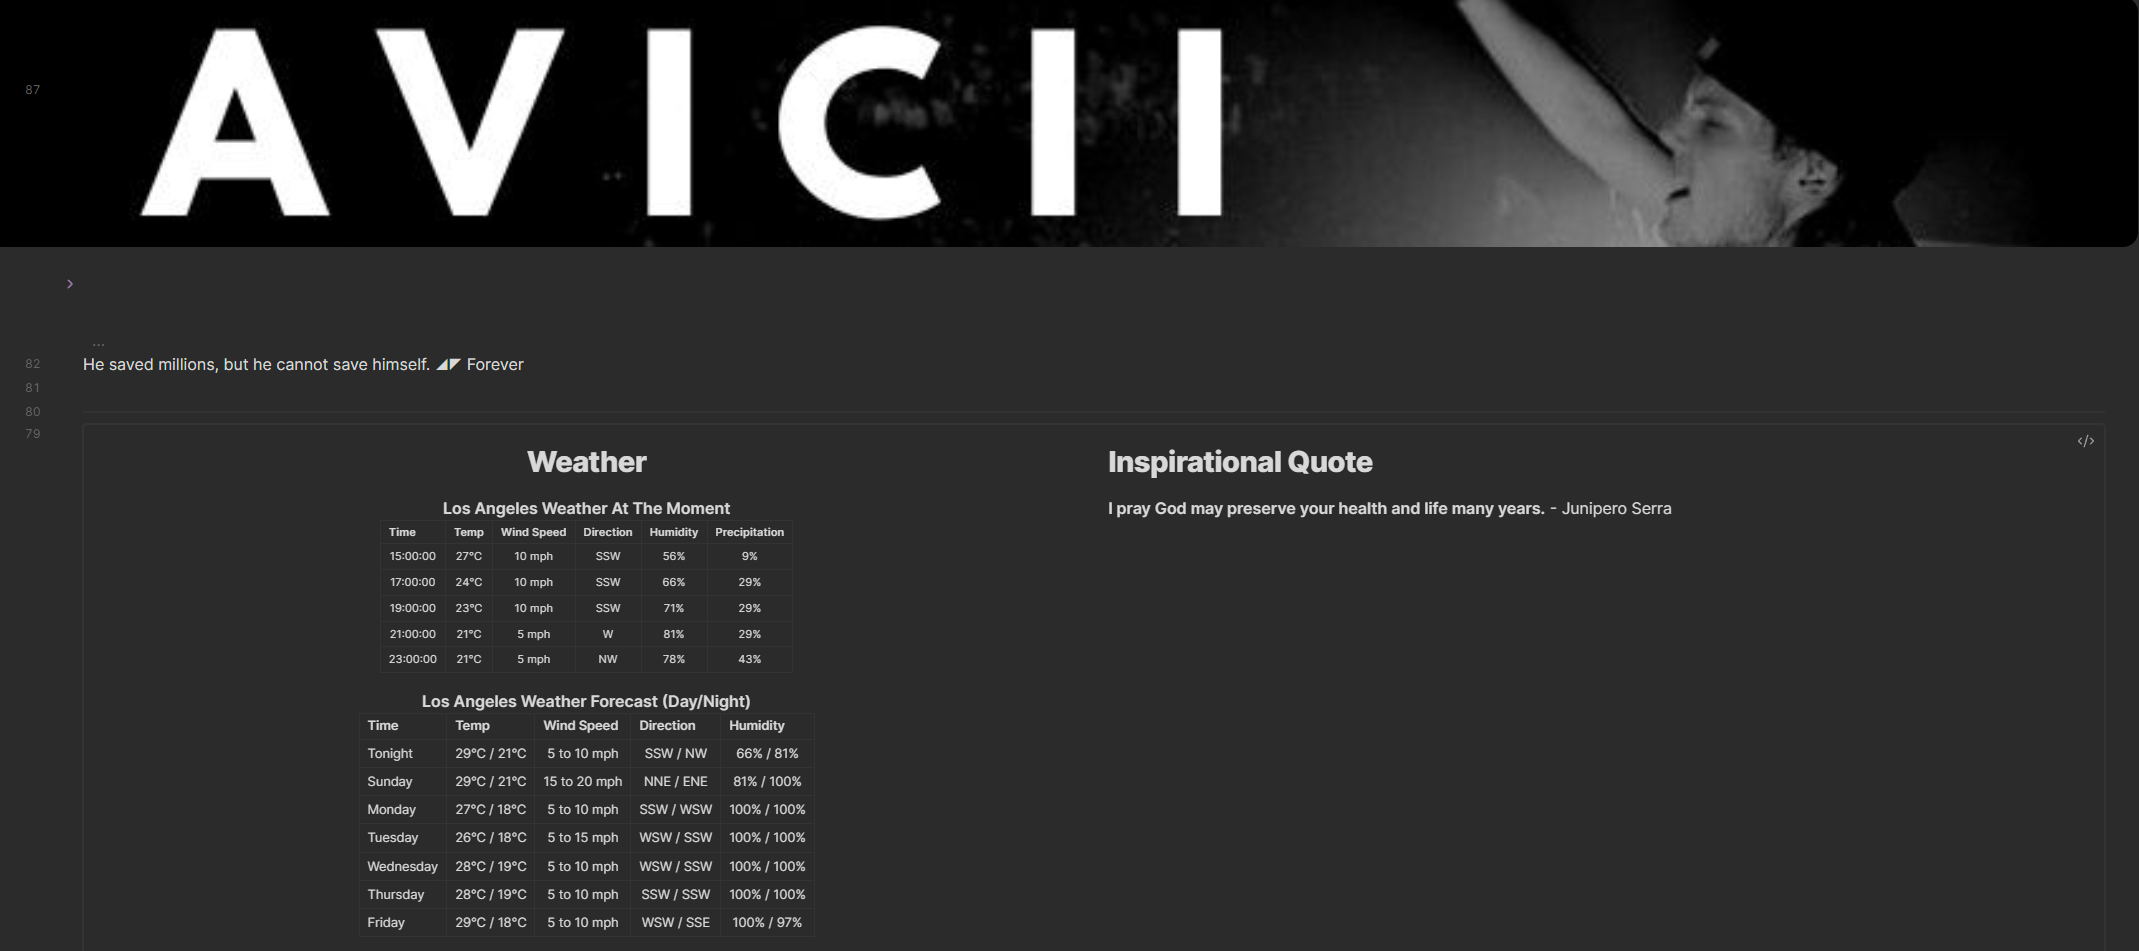 AVICII
87
...
82 He saved millions, but he cannot save himself. ◢◤ Forever
81
80
79
</>
Weather
Los Angeles Weather At The Moment
Time Temp Wind Speed Direction Humidity Precipitation
15:00:00 27°C 10 mph SSW 56% 9%
17:00:00 24°C 10 mph SSW 66% 29%
19:00:00 23°C 10 mph SSW 71% 29%
21:00:00 21°C 5 mph W 81% 29%
23:00:00 21°C 5 mph NW 78% 43%
Los Angeles Weather Forecast (Day/Night)
Time Temp Wind Speed Direction Humidity
Tonight 29°C / 21°C 5 to 10 mph SSW / NW 66% / 81%
Sunday 29°C / 21°C 15 to 20 mph NNE / ENE 81% / 100%
Monday 27°C / 18°C 5 to 10 mph SSW / WSW 100% / 100%
Tuesday 26°C / 18°C 5 to 15 mph WSW / SSW 100% / 100%
Wednesday 28°C / 19°C 5 to 10 mph WSW / SSW 100% / 100%
Thursday 28°C / 19°C 5 to 10 mph SSW / SSW 100% / 100%
Friday 29°C / 18°C 5 to 10 mph WSW / SSE 100% / 97%
Inspirational Quote
I pray God may preserve your health and life many years. - Junipero Serra